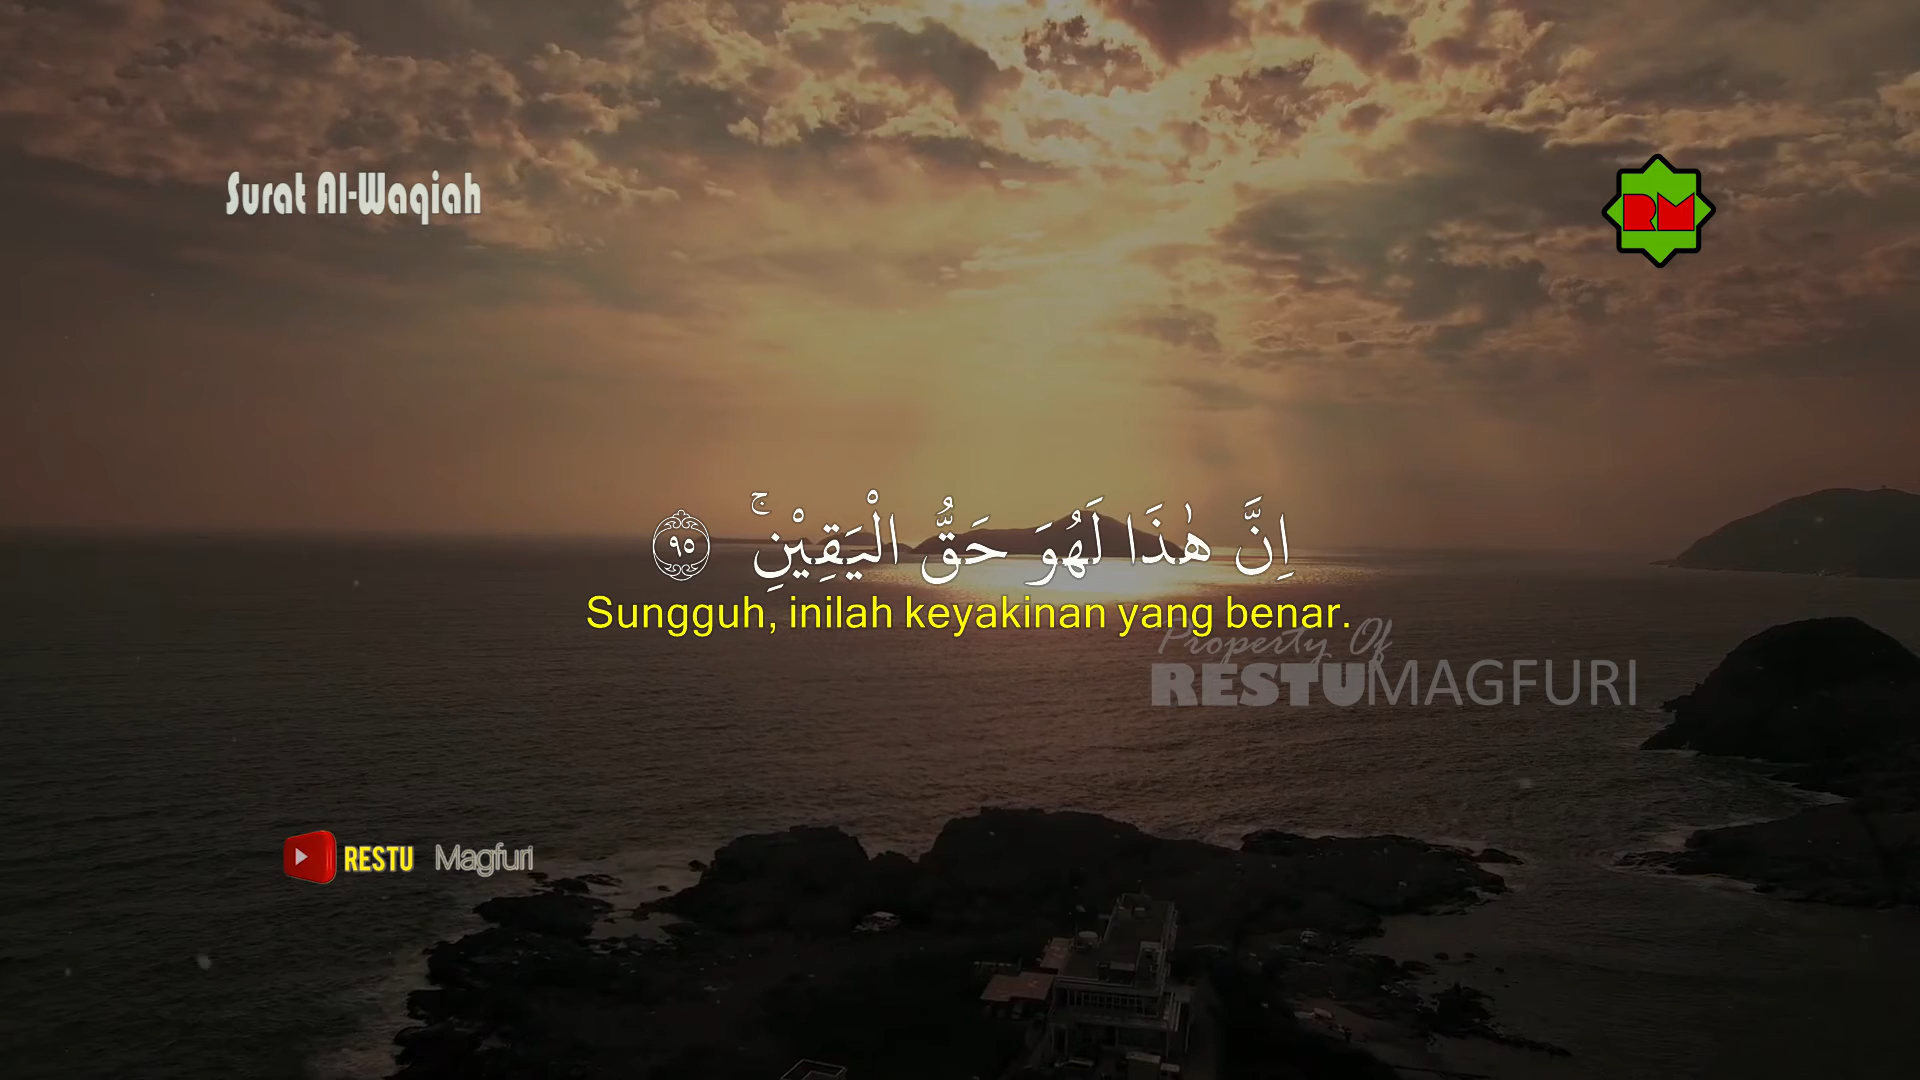 Surat Al-Waqiah
RM
اِنَّ هٰذَا لَهُوَ حَقُّ الْيَقِيْنِۚ ۝٩٥
Sungguh, inilah keyakinan yang benar.
Property Of
RESTUMAGFURI
RESTU Magfuri